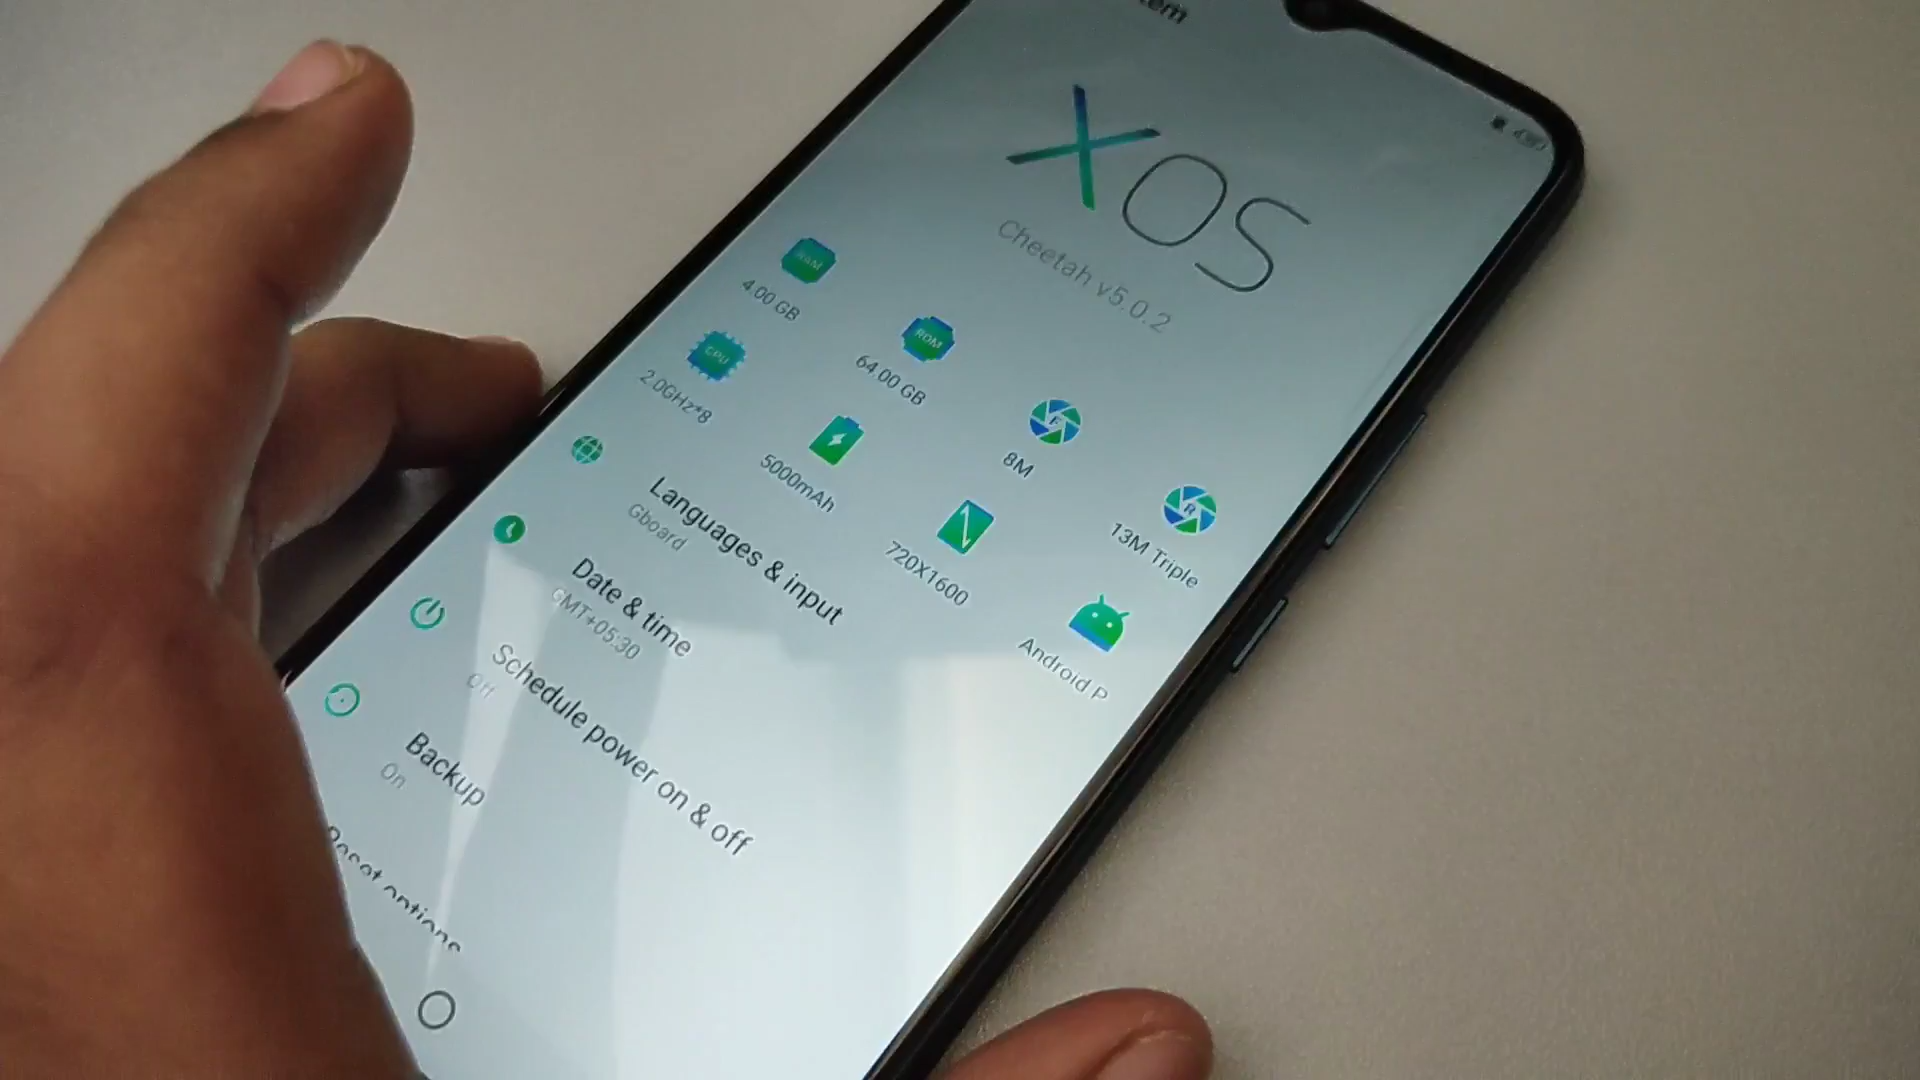 XOS
Cheetah v5.0.2
RAM
4.00 GB
ROM
64.00 GB
F
8M
R
13M Triple
CPU
2.0GHz*8
5000mAh
720X1600
Android P
Languages & input
Gboard
Date & time
GMT+05:30
Schedule power on & off
Off
Backup
On